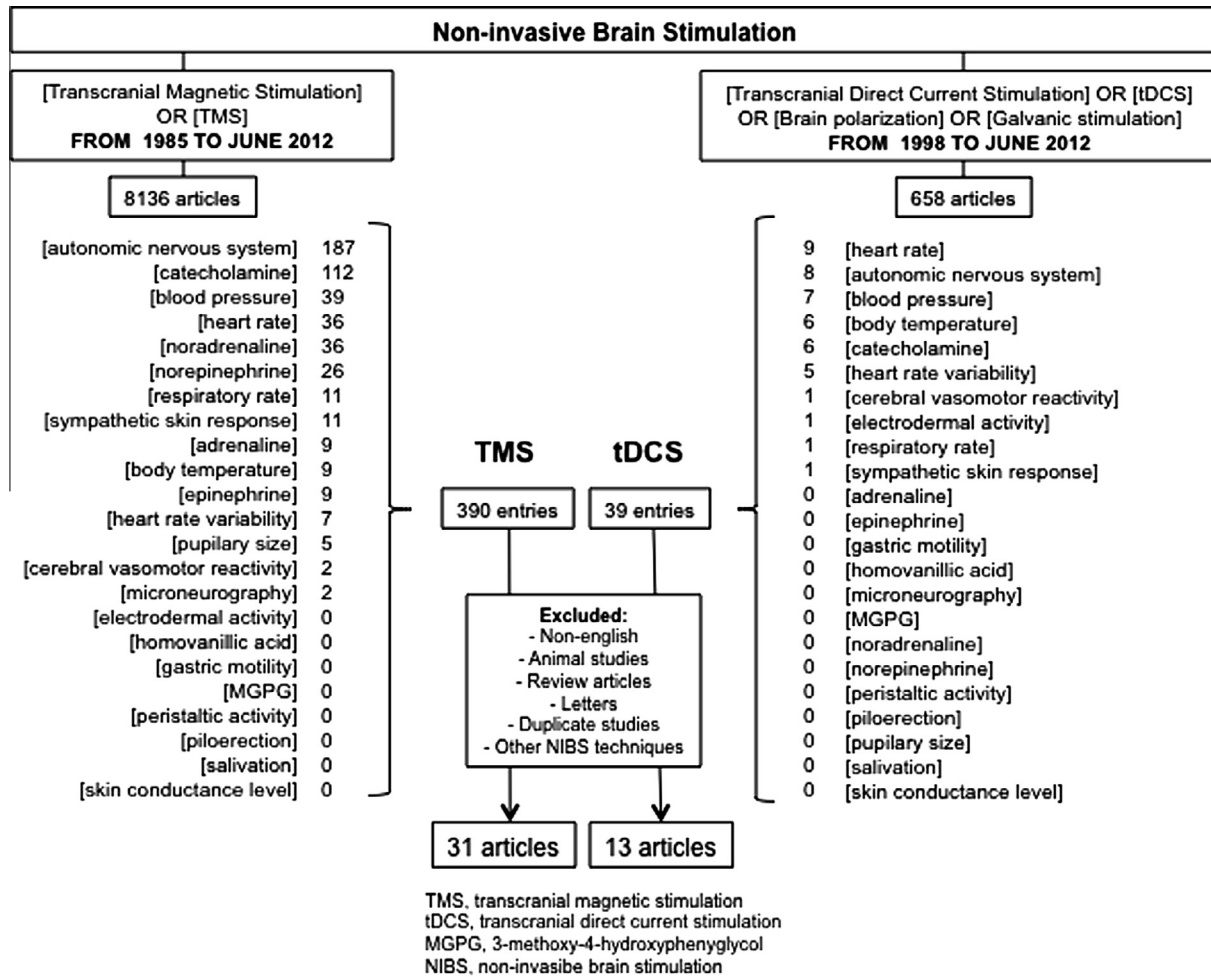 Non-invasive Brain Stimulation
[Transcranial Magnetic Stimulation]
OR [TMS]
FROM 1985 TO JUNE 2012
8136 articles
[autonomic nervous system] 187
[catecholamine] 112
[blood pressure] 39
[heart rate] 36
[noradrenaline] 36
[norepinephrine] 26
[respiratory rate] 11
[sympathetic skin response] 11
[adrenaline] 9
[body temperature] 9
[epinephrine] 9
[heart rate variability] 7
[pupilary size] 5
[cerebral vasomotor reactivity] 2
[microneurography] 2
[electrodermal activity] 0
[homovanillic acid] 0
[gastric motility] 0
[MGPG] 0
[peristaltic activity] 0
[piloerection] 0
[salivation] 0
[skin conductance level] 0
[Transcranial Direct Current Stimulation] OR [tDCS]
OR [Brain polarization] OR [Galvanic stimulation]
FROM 1998 TO JUNE 2012
658 articles
9 [heart rate]
8 [autonomic nervous system]
7 [blood pressure]
6 [body temperature]
6 [catecholamine]
5 [heart rate variability]
1 [cerebral vasomotor reactivity]
1 [electrodermal activity]
1 [respiratory rate]
1 [sympathetic skin response]
0 [adrenaline]
0 [epinephrine]
0 [gastric motility]
0 [homovanillic acid]
0 [microneurography]
0 [MGPG]
0 [noradrenaline]
0 [norepinephrine]
0 [peristaltic activity]
0 [piloerection]
0 [pupilary size]
0 [salivation]
0 [skin conductance level]
TMS tDCS
390 entries 39 entries
Excluded:
- Non-english
- Animal studies
- Review articles
- Letters
- Duplicate studies
- Other NIBS techniques
31 articles 13 articles
TMS, transcranial magnetic stimulation
tDCS, transcranial direct current stimulation
MGPG, 3-methoxy-4-hydroxyphenyglycol
NIBS, non-invasibe brain stimulation